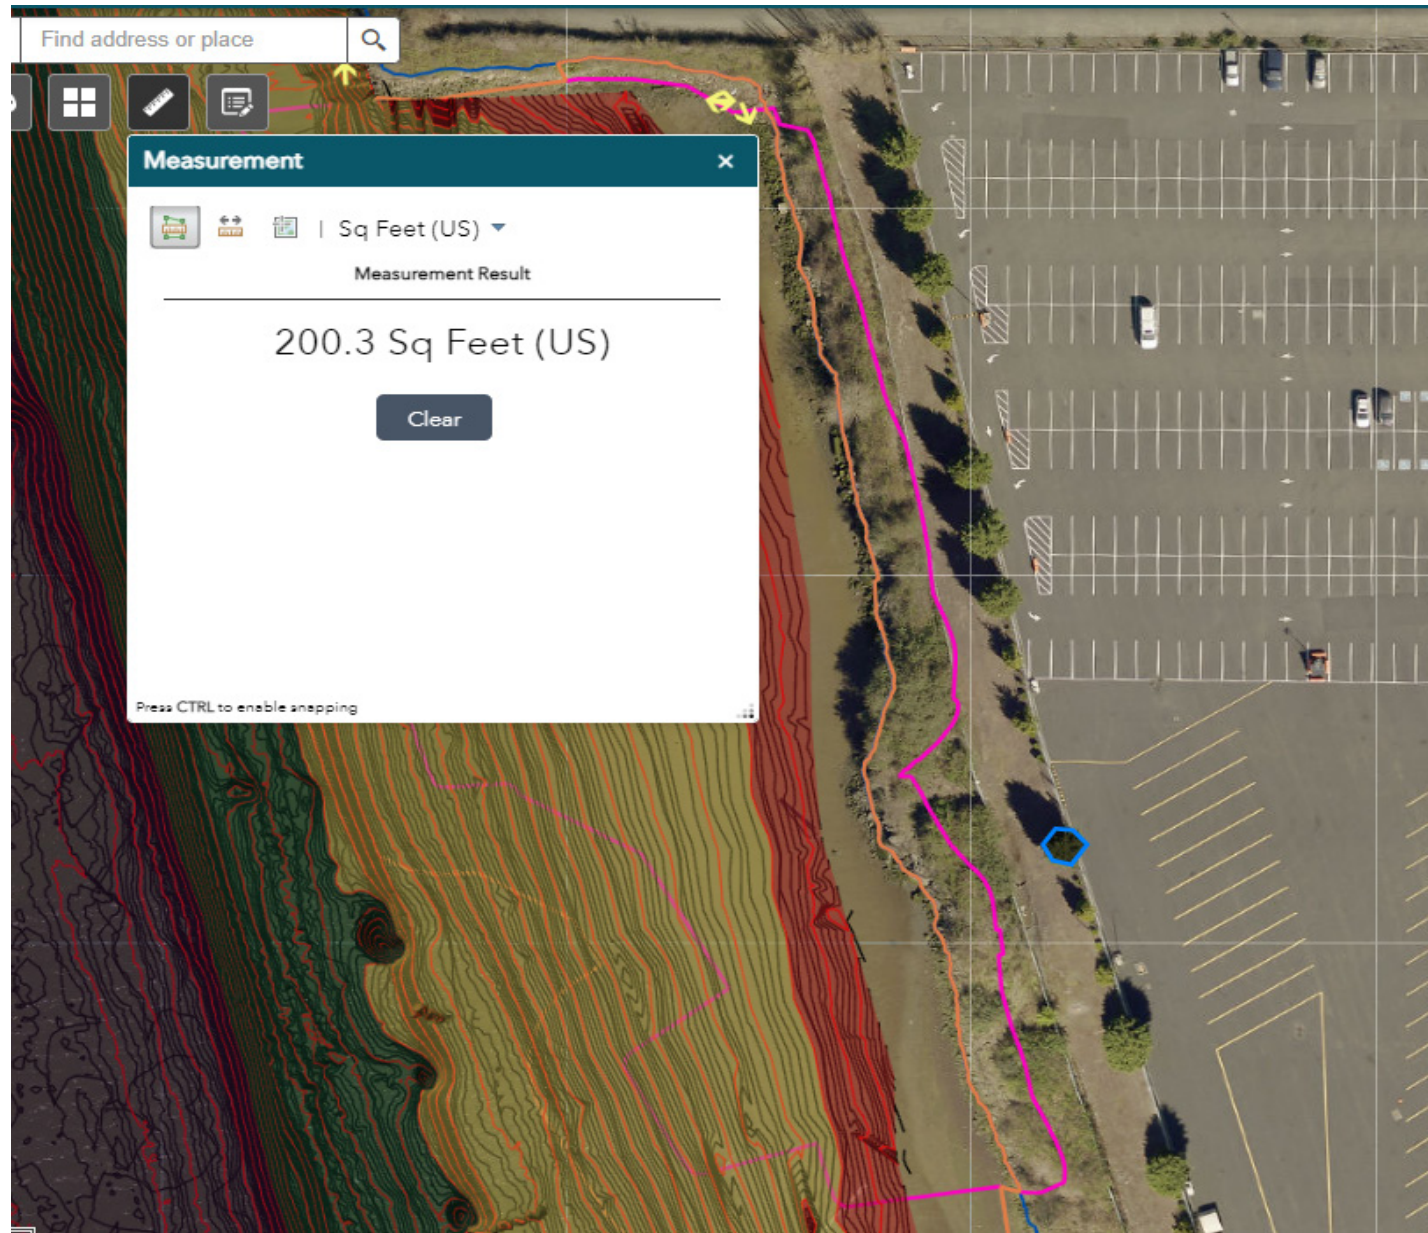 Find address or place
Measurement
Sq Feet (US)
Measurement Result
200.3 Sq Feet (US)
Clear
Press CTRL to enable snapping